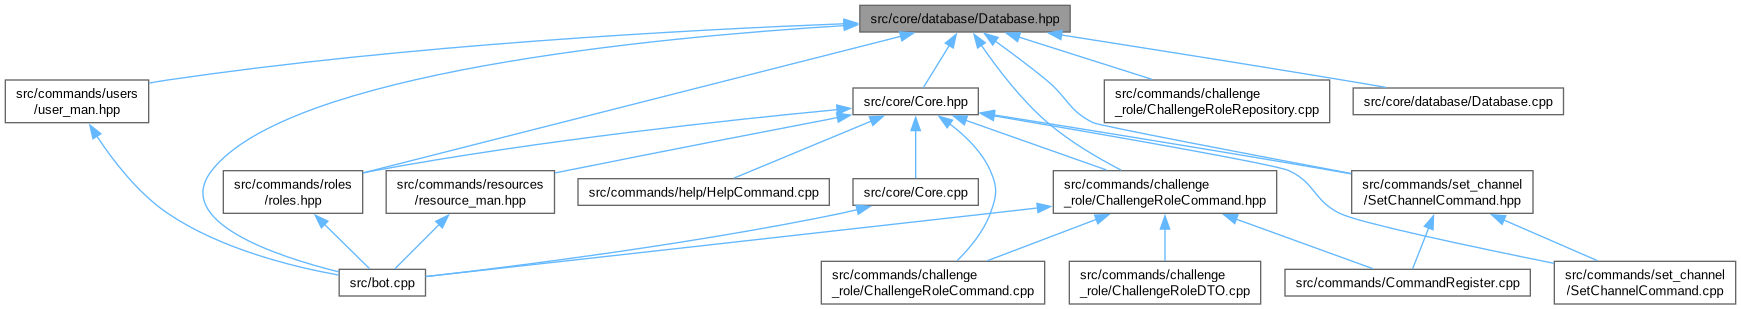 src/core/database/Database.hpp
src/commands/users
/user_man.hpp
src/core/Core.hpp
src/commands/challenge
_role/ChallengeRoleRepository.cpp
src/core/database/Database.cpp
src/commands/roles
/roles.hpp
src/commands/resources
/resource_man.hpp
src/commands/help/HelpCommand.cpp
src/core/Core.cpp
src/commands/challenge
_role/ChallengeRoleCommand.hpp
src/commands/set_channel
/SetChannelCommand.hpp
src/bot.cpp
src/commands/challenge
_role/ChallengeRoleCommand.cpp
src/commands/challenge
_role/ChallengeRoleDTO.cpp
src/commands/CommandRegister.cpp
src/commands/set_channel
/SetChannelCommand.cpp